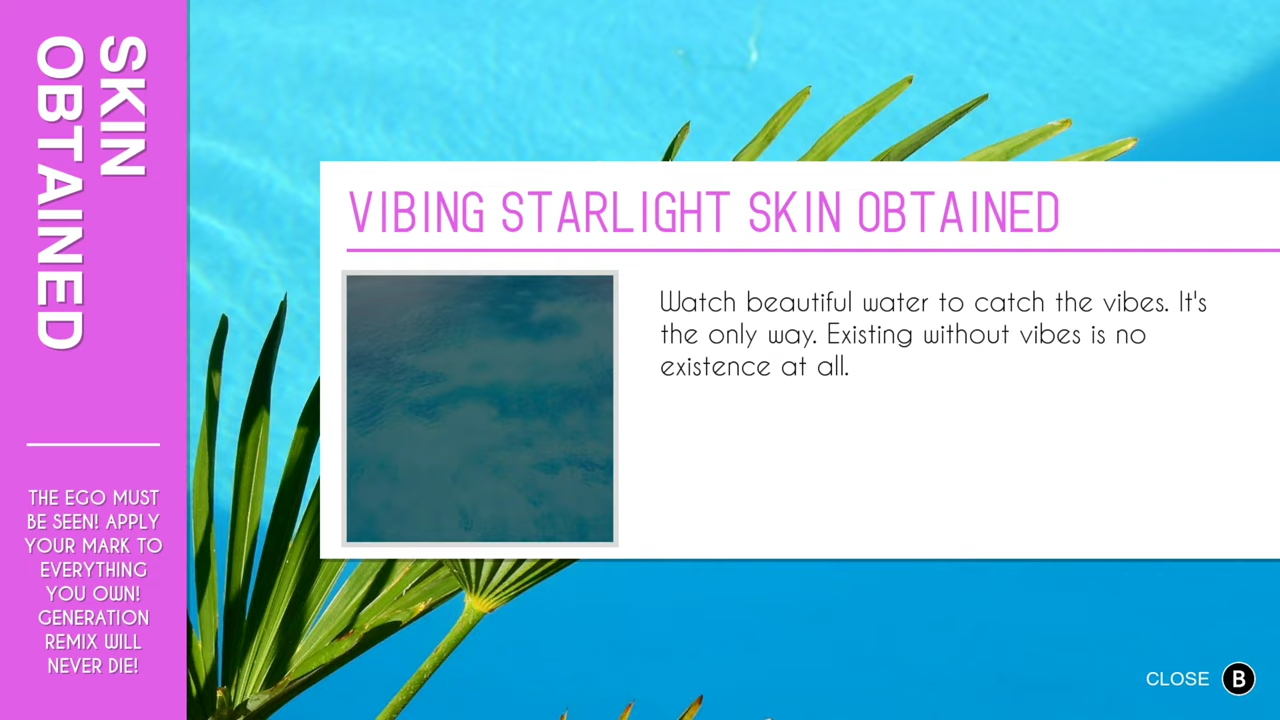 SKIN
OBTAINED
THE EGO MUST
BE SEEN! APPLY
YOUR MARK TO
EVERYTHING
YOU OWN!
GENERATION
REMIX WILL
NEVER DIE!
VIBING STARLIGHT SKIN OBTAINED
Watch beautiful water to catch the vibes. It's
the only way. Existing without vibes is no
existence at all.
CLOSE B